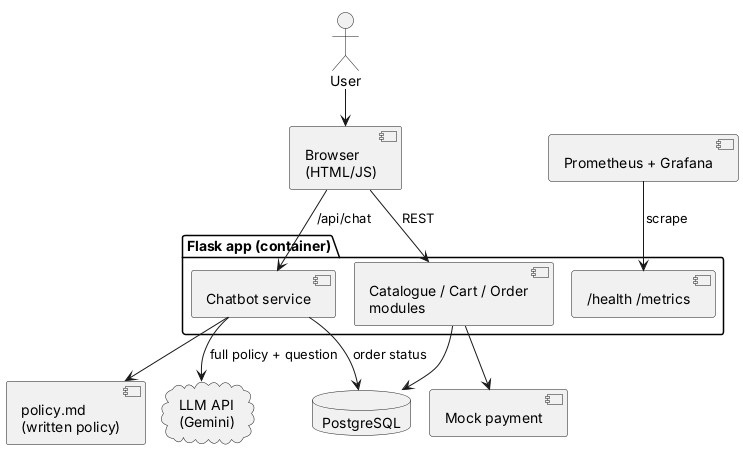 User
Browser
(HTML/JS)
Prometheus + Grafana
/api/chat
REST
scrape
Flask app (container)
Chatbot service
Catalogue / Cart / Order
modules
/health /metrics
full policy + question
order status
policy.md
(written policy)
LLM API
(Gemini)
PostgreSQL
Mock payment